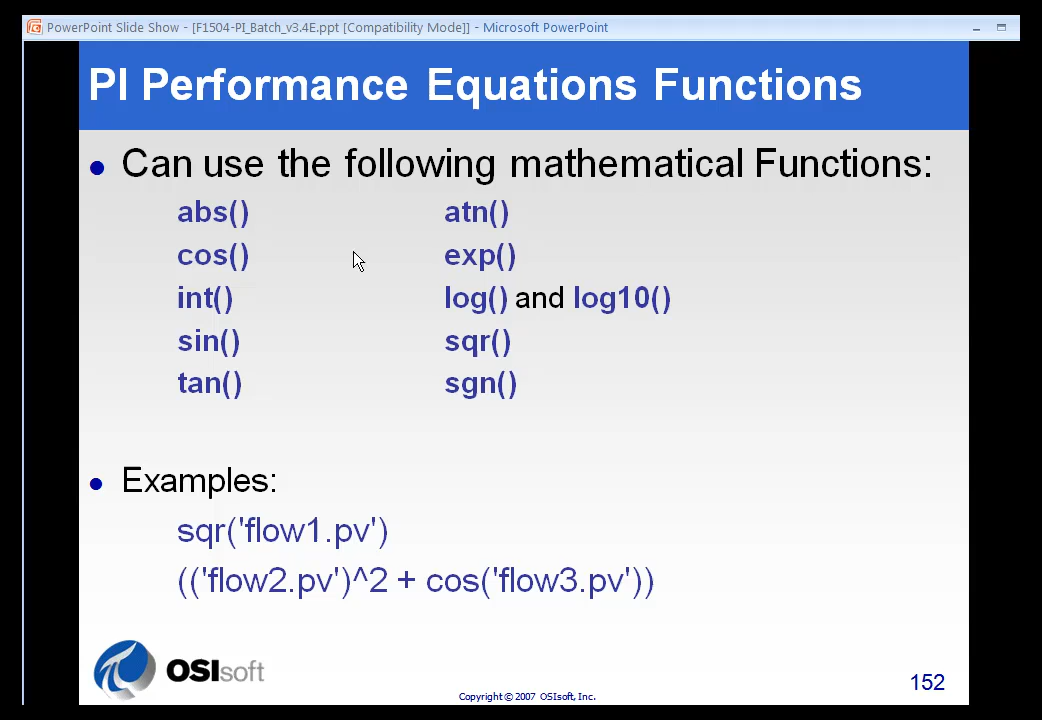 PowerPoint Slide Show - [F1504-PI_Batch_v3.4E.ppt [Compatibility Mode]] - Microsoft PowerPoint
PI Performance Equations Functions
• Can use the following mathematical Functions:
abs() atn()
cos() exp()
int() log() and log10()
sin() sqr()
tan() sgn()
• Examples:
sqr('flow1.pv')
(('flow2.pv')^2 + cos('flow3.pv'))
OSIsoft
Copyright © 2007 OSIsoft, Inc.
152